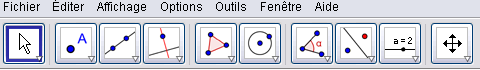 Fichier Éditer Affichage Options Outils Fenêtre Aide
A α a=2